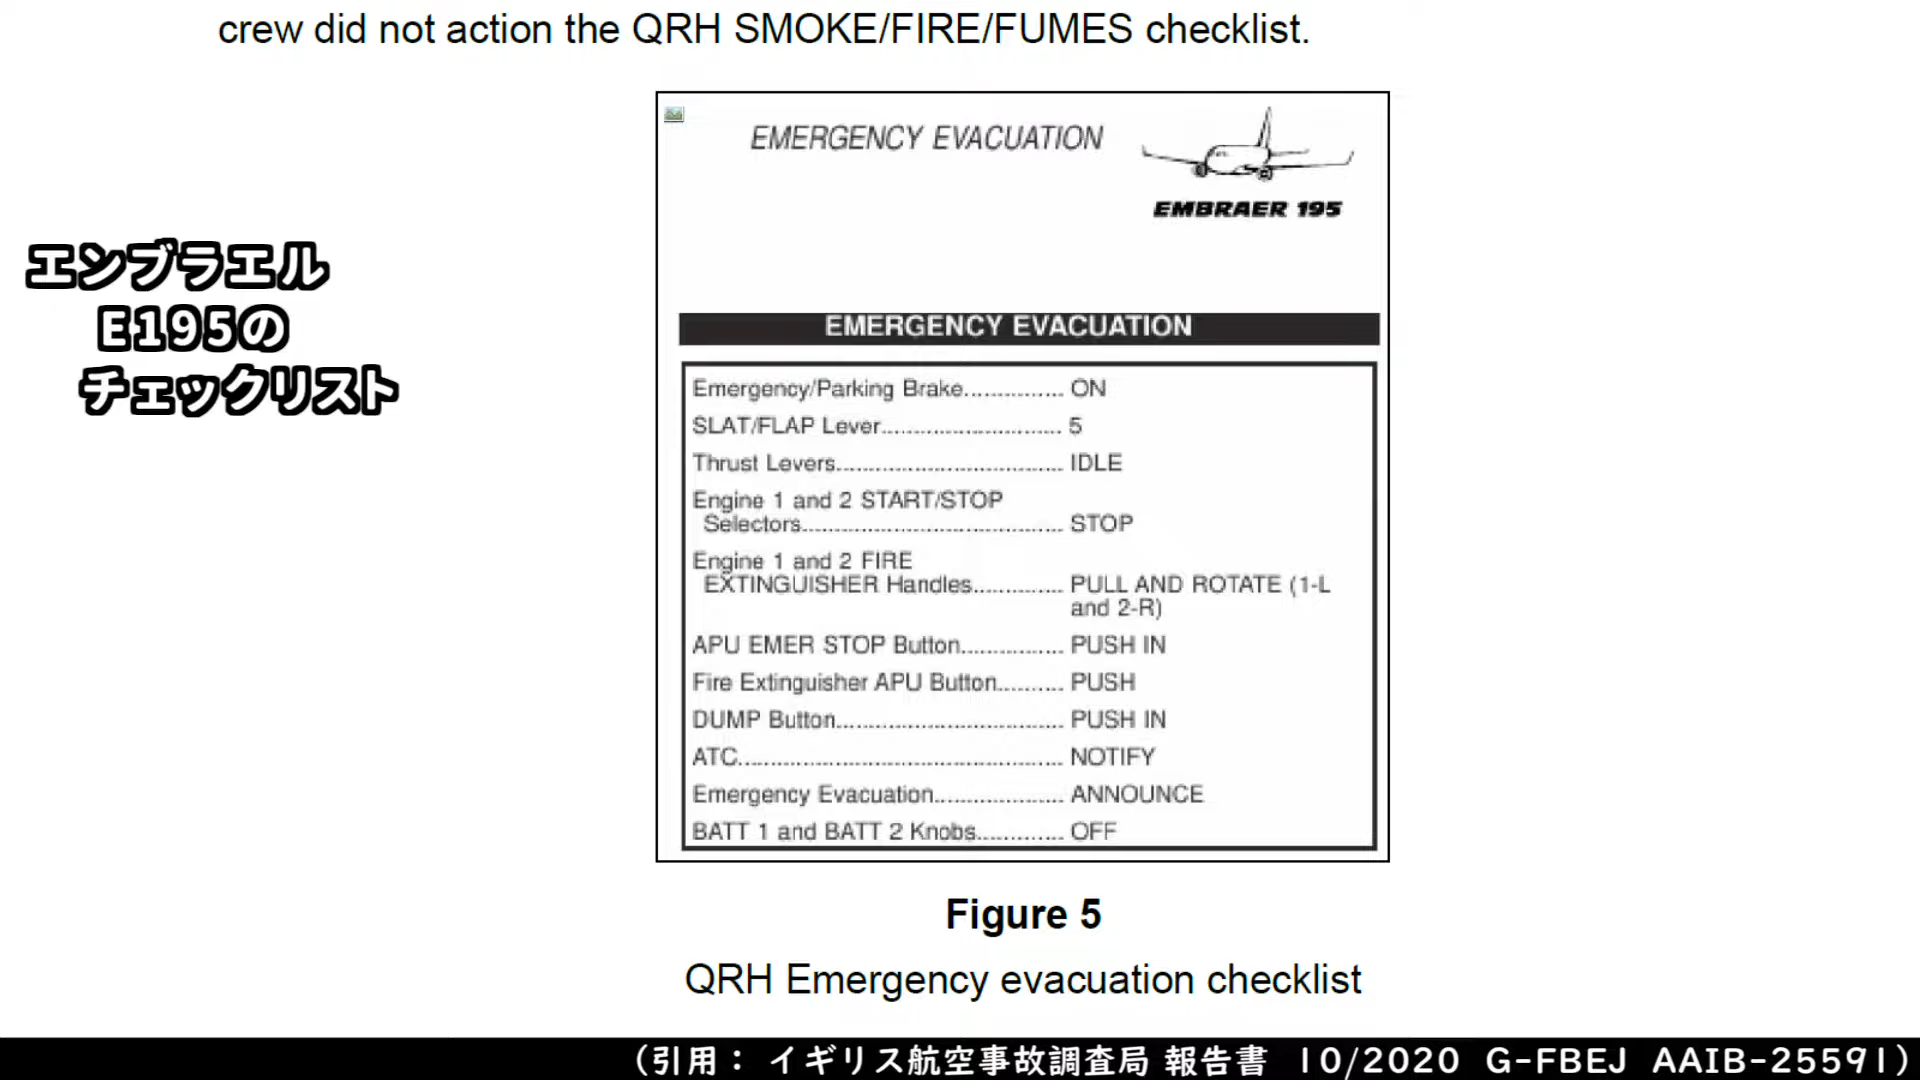 crew did not action the QRH SMOKE/FIRE/FUMES checklist.
EMERGENCY EVACUATION
EMBRAER 195
エンブラエル
E195の
チェックリスト
EMERGENCY EVACUATION
Emergency/Parking Brake............... ON
SLAT/FLAP Lever........................... 5
Thrust Levers.................................. IDLE
Engine 1 and 2 START/STOP
Selectors....................................... STOP
Engine 1 and 2 FIRE
EXTINGUISHER Handles............. PULL AND ROTATE (1-L
and 2-R)
APU EMER STOP Button............... PUSH IN
Fire Extinguisher APU Button.......... PUSH
DUMP Button.................................. PUSH IN
ATC................................................. NOTIFY
Emergency Evacuation................... ANNOUNCE
BATT 1 and BATT 2 Knobs............. OFF
Figure 5
QRH Emergency evacuation checklist
（引用： イギリス航空事故調査局 報告書 10/2020 G-FBEJ AAIB-25591）